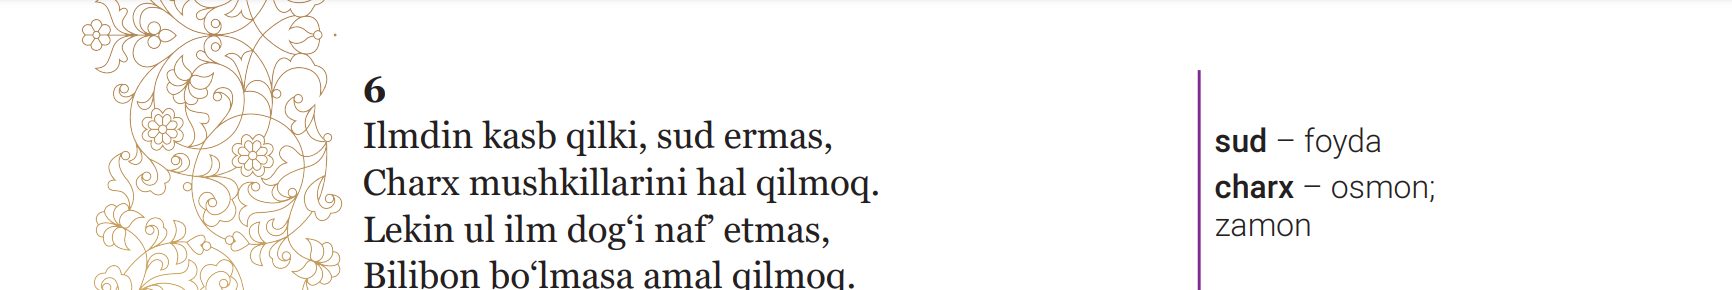 6
Ilmdin kasb qilki, sud ermas,
Charx mushkillarini hal qilmoq.
Lekin ul ilm dog‘i naf’ etmas,
Bilibon bo‘lmasa amal qilmoq.
sud – foyda
charx – osmon;
zamon